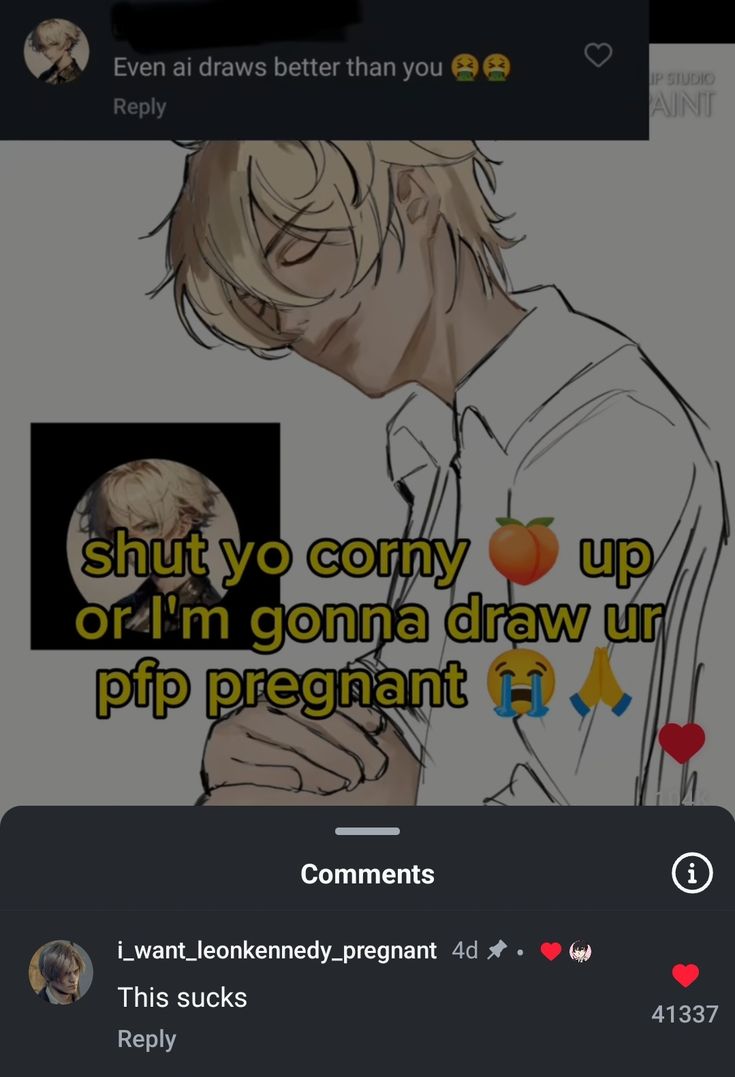 Even ai draws better than you 🤮🤮
Reply
IP STUDIO
PAINT
shut yo corny 🍑 up
or I'm gonna draw ur
pfp pregnant 😭🙏
Comments
i_want_leonkennedy_pregnant 4d
This sucks
41337
Reply